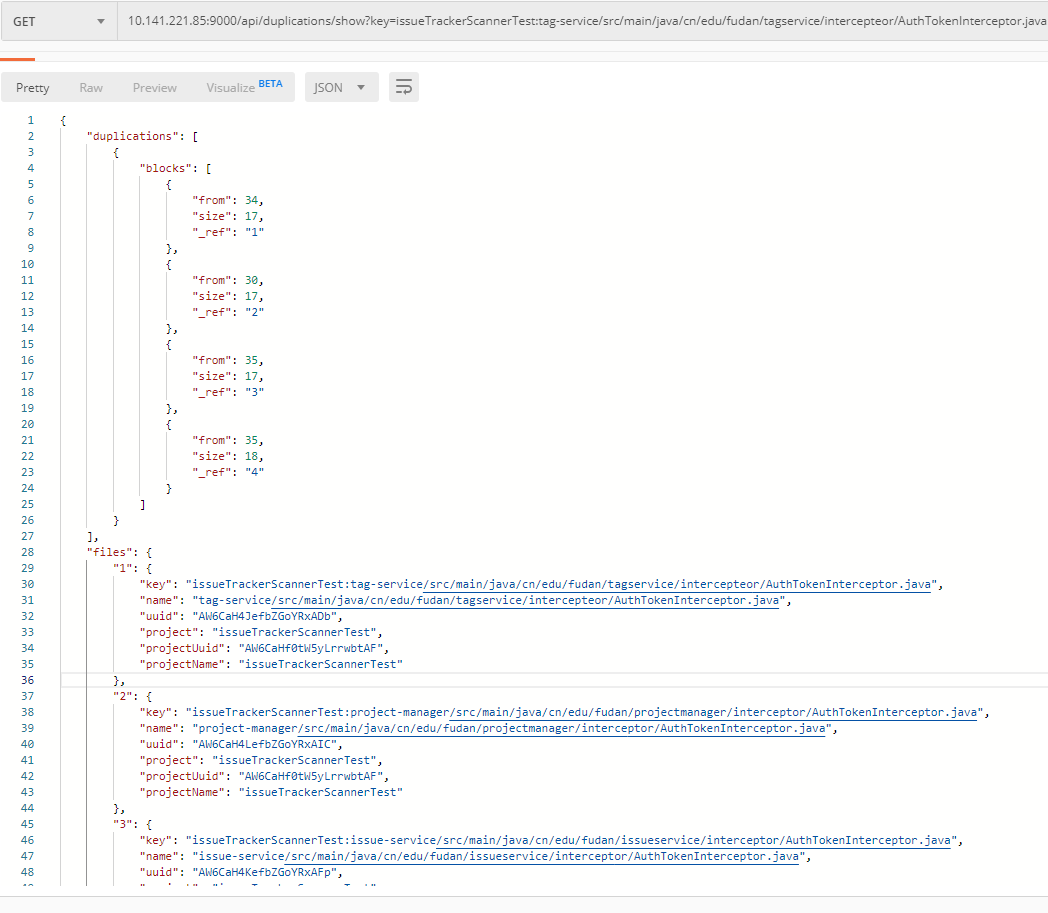 GET 10.141.221.85:9000/api/duplications/show?key=issueTrackerScannerTest:tag-service/src/main/java/cn/edu/fudan/tagservice/intercepteor/AuthTokenInterceptor.java
Pretty Raw Preview Visualize BETA JSON
1 {
2 "duplications": [
3 {
4 "blocks": [
5 {
6 "from": 34,
7 "size": 17,
8 "_ref": "1"
9 },
10 {
11 "from": 30,
12 "size": 17,
13 "_ref": "2"
14 },
15 {
16 "from": 35,
17 "size": 17,
18 "_ref": "3"
19 },
20 {
21 "from": 35,
22 "size": 18,
23 "_ref": "4"
24 }
25 ]
26 }
27 ],
28 "files": {
29 "1": {
30 "key": "issueTrackerScannerTest:tag-service/src/main/java/cn/edu/fudan/tagservice/intercepteor/AuthTokenInterceptor.java",
31 "name": "tag-service/src/main/java/cn/edu/fudan/tagservice/intercepteor/AuthTokenInterceptor.java",
32 "uuid": "AW6CaH4JefbZGoYRxADb",
33 "project": "issueTrackerScannerTest",
34 "projectUuid": "AW6CaHf0tW5yLrrwbtAF",
35 "projectName": "issueTrackerScannerTest"
36 },
37 "2": {
38 "key": "issueTrackerScannerTest:project-manager/src/main/java/cn/edu/fudan/projectmanager/interceptor/AuthTokenInterceptor.java",
39 "name": "project-manager/src/main/java/cn/edu/fudan/projectmanager/interceptor/AuthTokenInterceptor.java",
40 "uuid": "AW6CaH4LefbZGoYRxAIC",
41 "project": "issueTrackerScannerTest",
42 "projectUuid": "AW6CaHf0tW5yLrrwbtAF",
43 "projectName": "issueTrackerScannerTest"
44 },
45 "3": {
46 "key": "issueTrackerScannerTest:issue-service/src/main/java/cn/edu/fudan/issueservice/interceptor/AuthTokenInterceptor.java",
47 "name": "issue-service/src/main/java/cn/edu/fudan/issueservice/interceptor/AuthTokenInterceptor.java",
48 "uuid": "AW6CaH4KefbZGoYRxAFp",